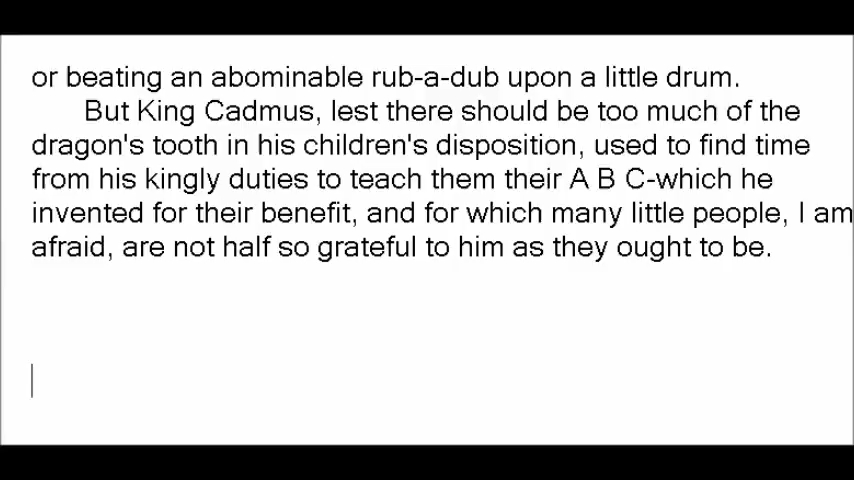 or beating an abominable rub-a-dub upon a little drum.
But King Cadmus, lest there should be too much of the
dragon's tooth in his children's disposition, used to find time
from his kingly duties to teach them their A B C-which he
invented for their benefit, and for which many little people, I am
afraid, are not half so grateful to him as they ought to be.